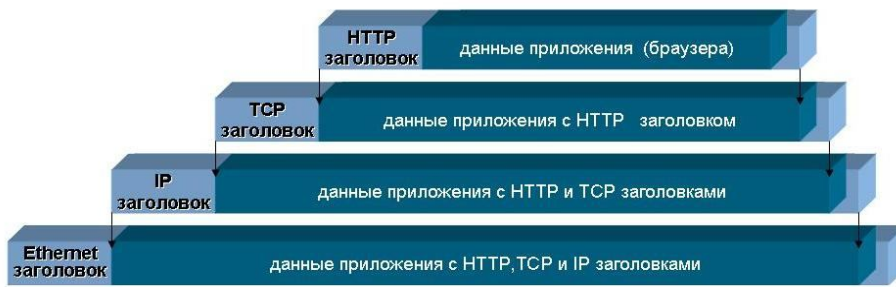 HTTP
заголовок
данные приложения (браузера)
TCP
заголовок
данные приложения с HTTP заголовком
IP
заголовок
данные приложения с HTTP и TCP заголовками
Ethernet
заголовок
данные приложения с HTTP,TCP и IP заголовками